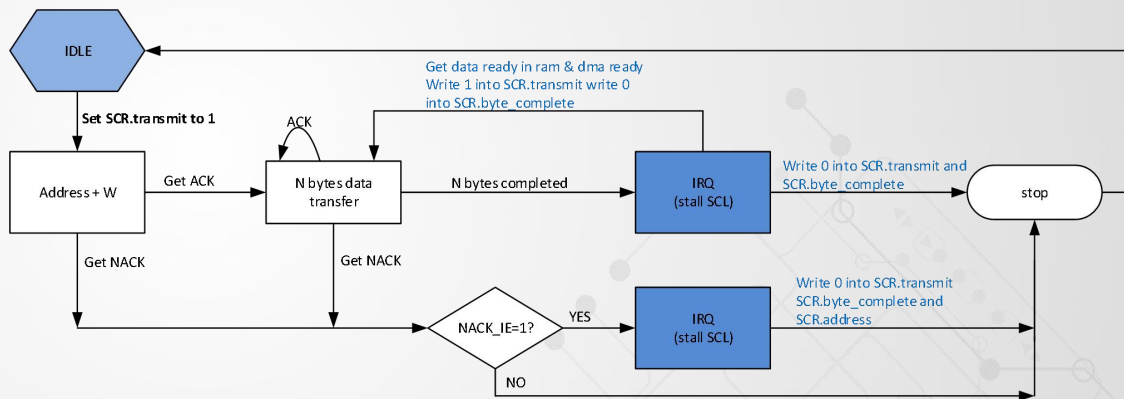 IDLE
Get data ready in ram & dma ready
Write 1 into SCR.transmit write 0
into SCR.byte_complete
Set SCR.transmit to 1
ACK
Address + W
Get ACK
N bytes data
transfer
N bytes completed
IRQ
(stall SCL)
Write 0 into SCR.transmit and
SCR.byte_complete
stop
Get NACK
Get NACK
NACK_IE=1?
YES
IRQ
(stall SCL)
Write 0 into SCR.transmit
SCR.byte_complete and
SCR.address
NO